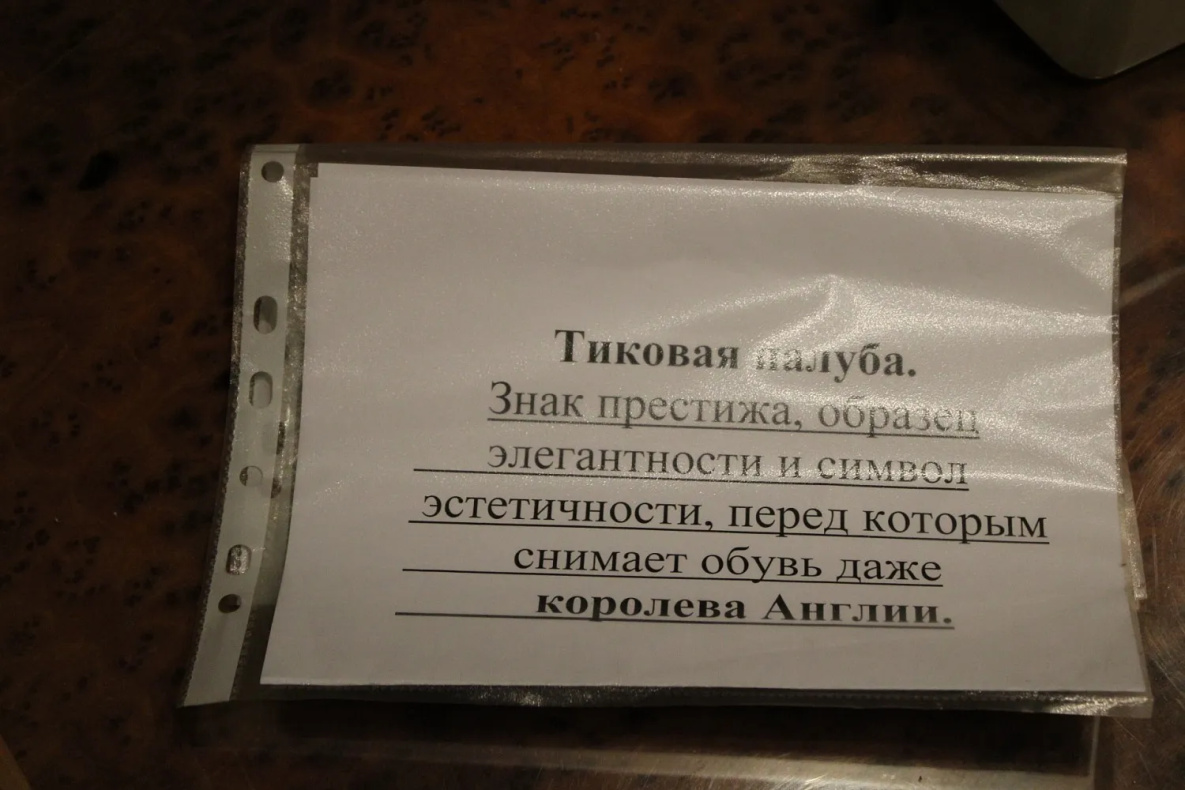 Тиковая палуба.
Знак престижа, образец
элегантности и символ
эстетичности, перед которым
снимает обувь даже
королева Англии.